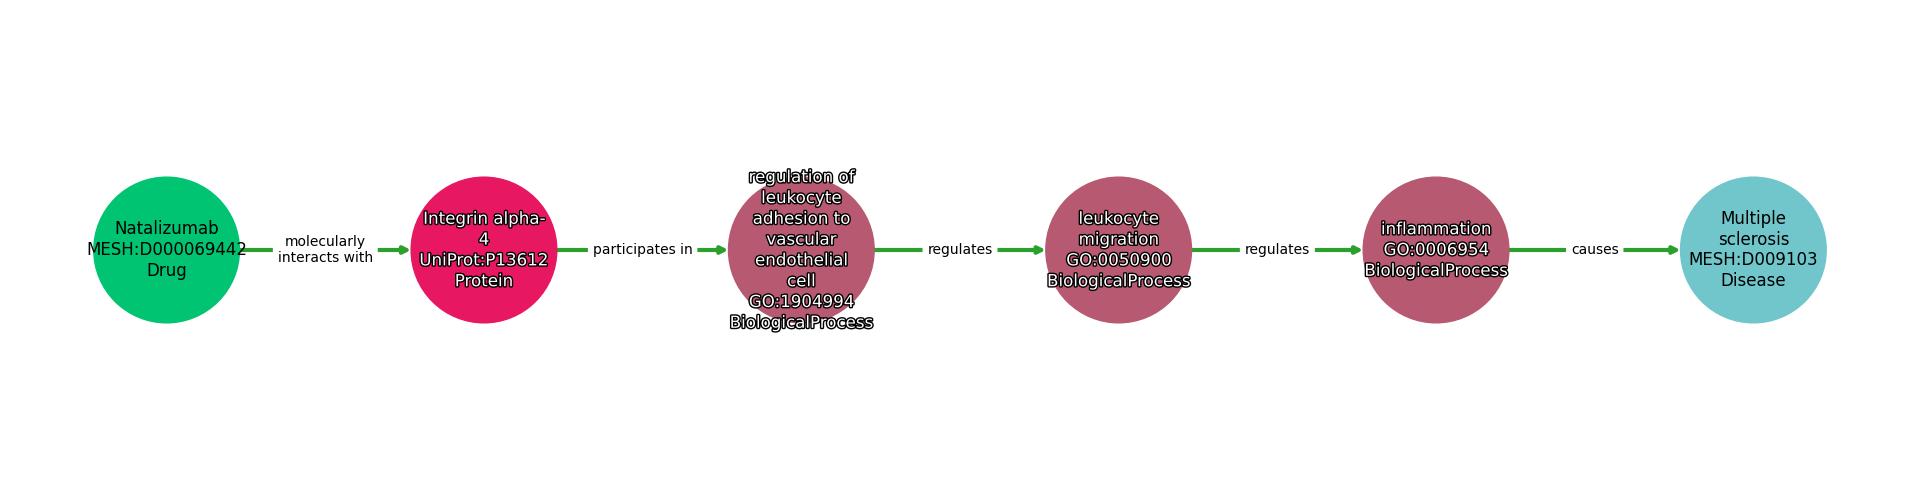 Natalizumab
MESH:D000069442
Drug
molecularly
interacts with
Integrin alpha-
4
UniProt:P13612
Protein
participates in
regulation of
leukocyte
adhesion to
vascular
endothelial
cell
GO:1904994
BiologicalProcess
regulates
leukocyte
migration
GO:0050900
BiologicalProcess
regulates
inflammation
GO:0006954
BiologicalProcess
causes
Multiple
sclerosis
MESH:D009103
Disease